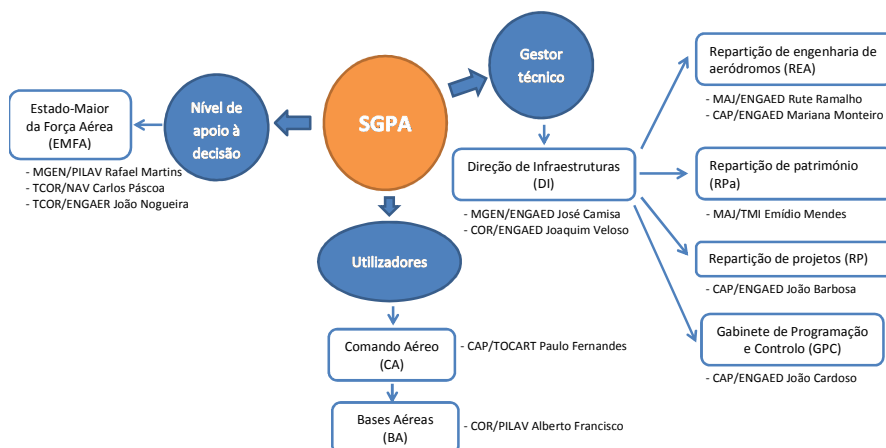 SGPA
Nível de
apoio à
decisão
Estado-Maior
da Força Aérea
(EMFA)
- MGEN/PILAV Rafael Martins
- TCOR/NAV Carlos Páscoa
- TCOR/ENGAER João Nogueira
Gestor
técnico
Direção de Infraestruturas
(DI)
- MGEN/ENGAED José Camisa
- COR/ENGAED Joaquim Veloso
Repartição de engenharia de
aeródromos (REA)
- MAJ/ENGAED Rute Ramalho
- CAP/ENGAED Mariana Monteiro
Repartição de património
(RPa)
- MAJ/TMI Emídio Mendes
Repartição de projetos (RP)
- CAP/ENGAED João Barbosa
Gabinete de Programação
e Controlo (GPC)
- CAP/ENGAED João Cardoso
Utilizadores
Comando Aéreo
(CA)
- CAP/TOCART Paulo Fernandes
Bases Aéreas
(BA)
- COR/PILAV Alberto Francisco